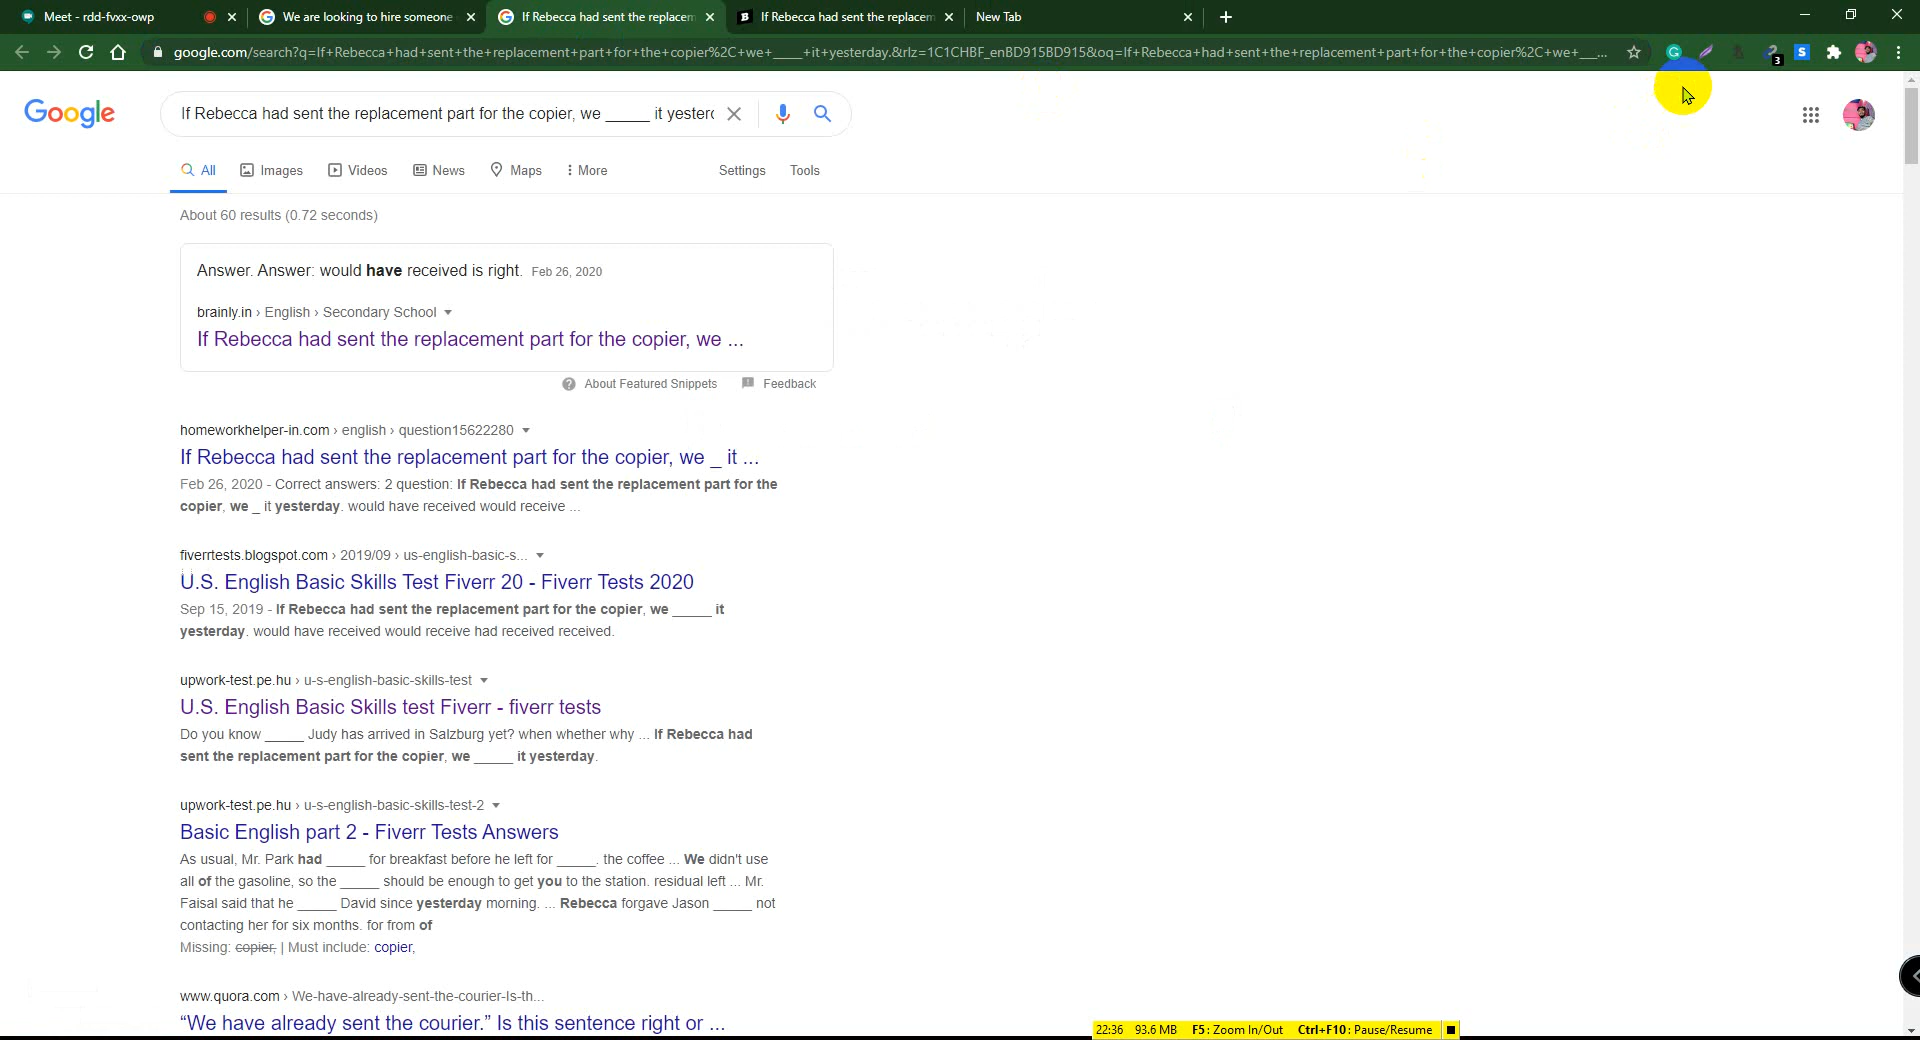 Meet - rdd-fvxx-owp
We are looking to hire someone
If Rebecca had sent the replacem
If Rebecca had sent the replacem
New Tab
google.com/search?q=If+Rebecca+had+sent+the+replacement+part+for+the+copier%2C+we+____+it+yesterday.&rlz=1C1CHBF_enBD915BD915&oq=If+Rebecca+had+sent+the+replacement+part+for+the+copier%2C+we+___...
3
S
Google
If Rebecca had sent the replacement part for the copier, we _____ it yesterd
All
Images
Videos
News
Maps
More
Settings
Tools
About 60 results (0.72 seconds)
Answer. Answer: would have received is right. Feb 26, 2020
brainly.in › English › Secondary School
If Rebecca had sent the replacement part for the copier, we ...
About Featured Snippets
Feedback
homeworkhelper-in.com › english › question15622280
If Rebecca had sent the replacement part for the copier, we _ it ...
Feb 26, 2020 - Correct answers: 2 question: If Rebecca had sent the replacement part for the
copier, we _ it yesterday. would have received would receive ...
fiverrtests.blogspot.com › 2019/09 › us-english-basic-s...
U.S. English Basic Skills Test Fiverr 20 - Fiverr Tests 2020
Sep 15, 2019 - If Rebecca had sent the replacement part for the copier, we _____ it
yesterday. would have received would receive had received received.
upwork-test.pe.hu › u-s-english-basic-skills-test
U.S. English Basic Skills test Fiverr - fiverr tests
Do you know _____ Judy has arrived in Salzburg yet? when whether why ... If Rebecca had
sent the replacement part for the copier, we _____ it yesterday.
upwork-test.pe.hu › u-s-english-basic-skills-test-2
Basic English part 2 - Fiverr Tests Answers
As usual, Mr. Park had _____ for breakfast before he left for _____. the coffee ... We didn't use
all of the gasoline, so the _____ should be enough to get you to the station. residual left ... Mr.
Faisal said that he _____ David since yesterday morning. ... Rebecca forgave Jason _____ not
contacting her for six months. for from of
Missing: copier, | Must include: copier,
www.quora.com › We-have-already-sent-the-courier-Is-th...
“We have already sent the courier.” Is this sentence right or ...
22:36 93.6 MB F5: Zoom In/Out Ctrl+F10: Pause/Resume